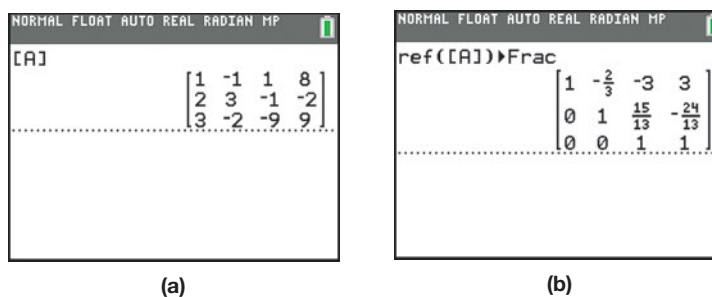 NORMAL FLOAT AUTO REAL RADIAN MP
[A]
[1 -1 1 8]
[2 3 -1 -2]
[3 -2 -9 9]
(a)
NORMAL FLOAT AUTO REAL RADIAN MP
ref([A])▸Frac
[1 -2/3 -3 3]
[0 1 15/13 -24/13]
[0 0 1 1]
(b)